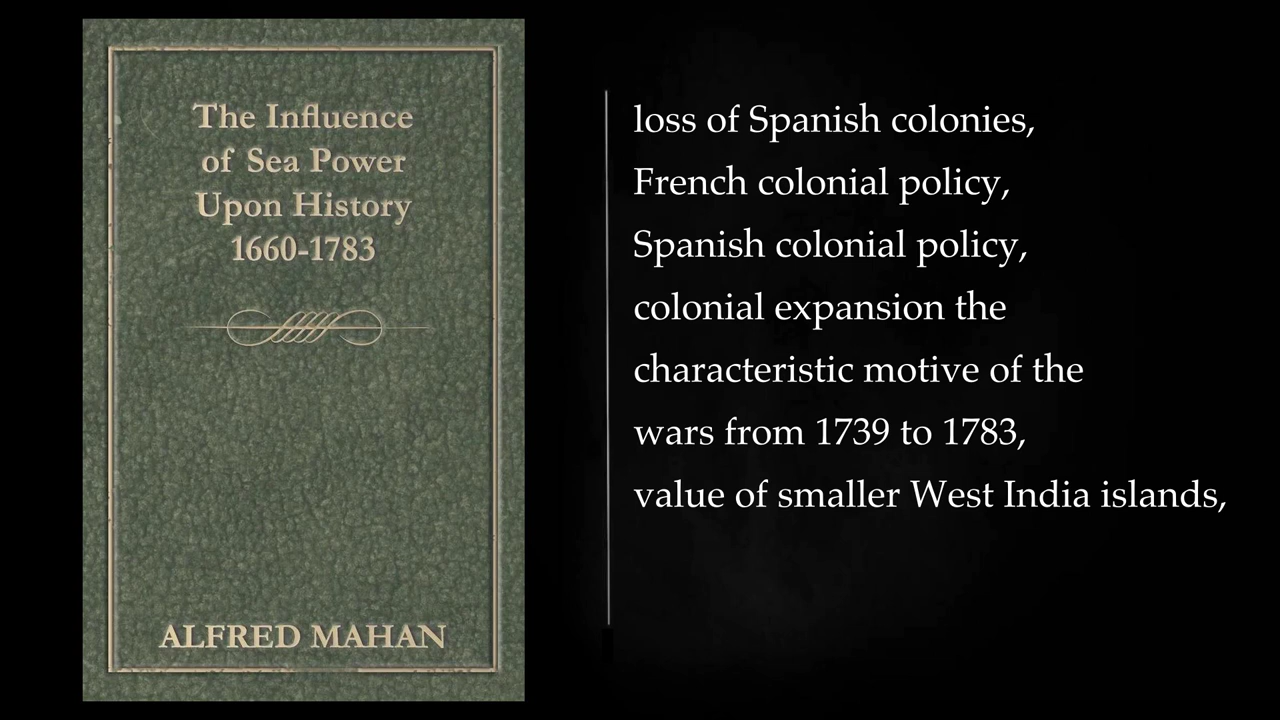 The Influence
of Sea Power
Upon History
1660-1783
ALFRED MAHAN
loss of Spanish colonies,
French colonial policy,
Spanish colonial policy,
colonial expansion the
characteristic motive of the
wars from 1739 to 1783,
value of smaller West India islands,